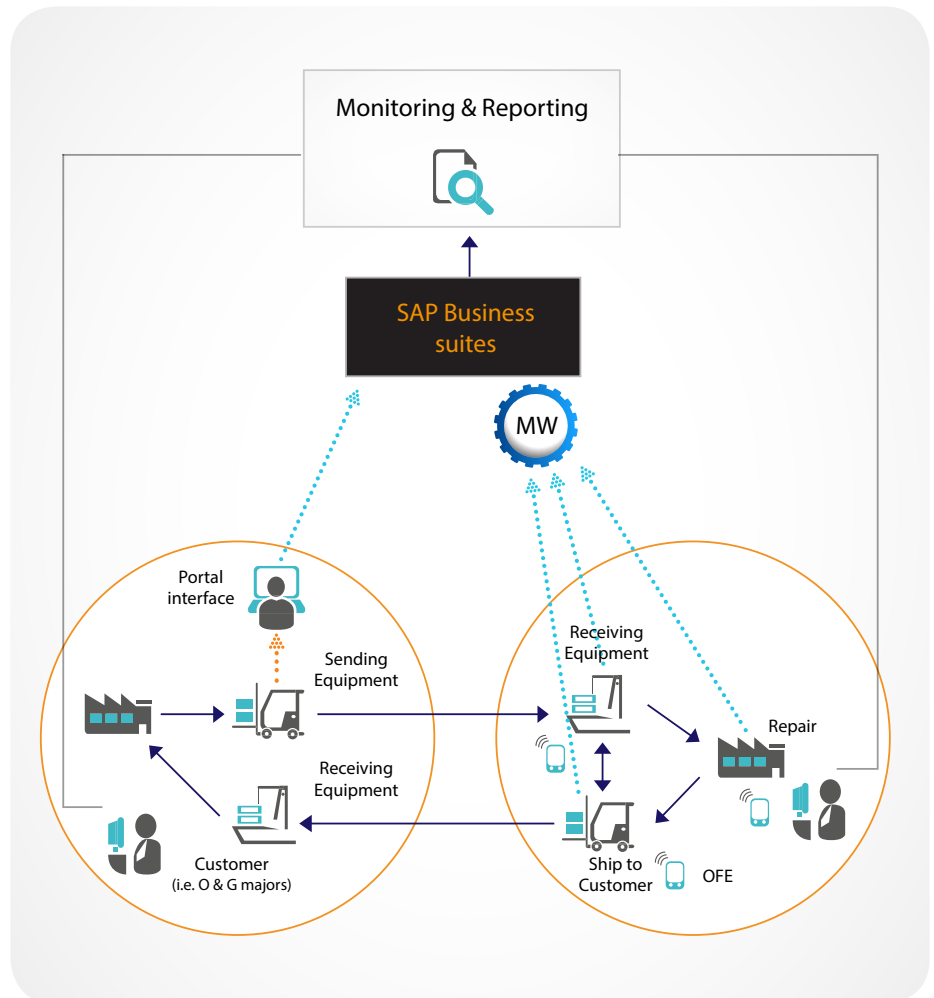 Monitoring & Reporting
SAP Business
suites
MW
Portal
interface
Sending
Equipment
Receiving
Equipment
Customer
(i.e. O & G majors)
Receiving
Equipment
Repair
Ship to
Customer
OFE